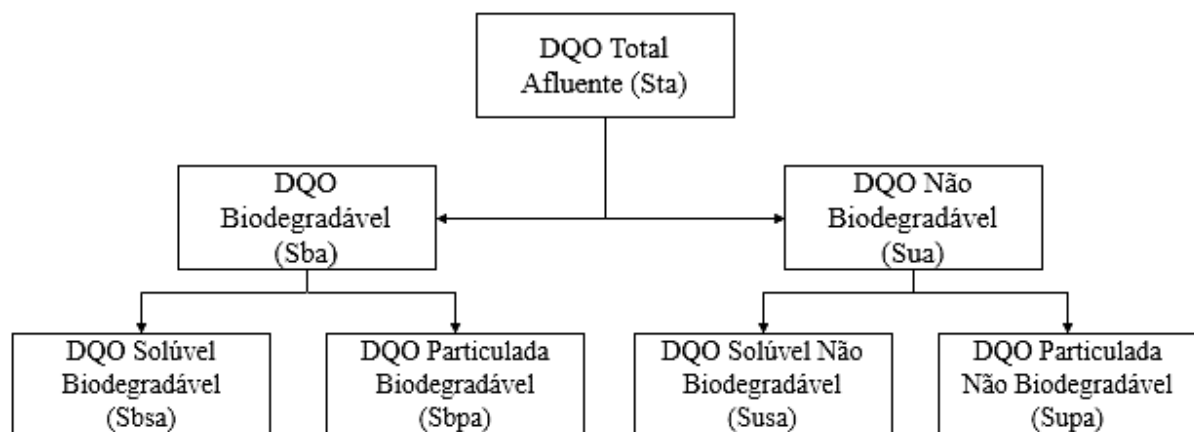 DQO Total
Afluente (Sta)
DQO
Biodegradável
(Sba)
DQO Não
Biodegradável
(Sua)
DQO Solúvel
Biodegradável
(Sbsa)
DQO Particulada
Biodegradável
(Sbpa)
DQO Solúvel Não
Biodegradável
(Susa)
DQO Particulada
Não Biodegradável
(Supa)